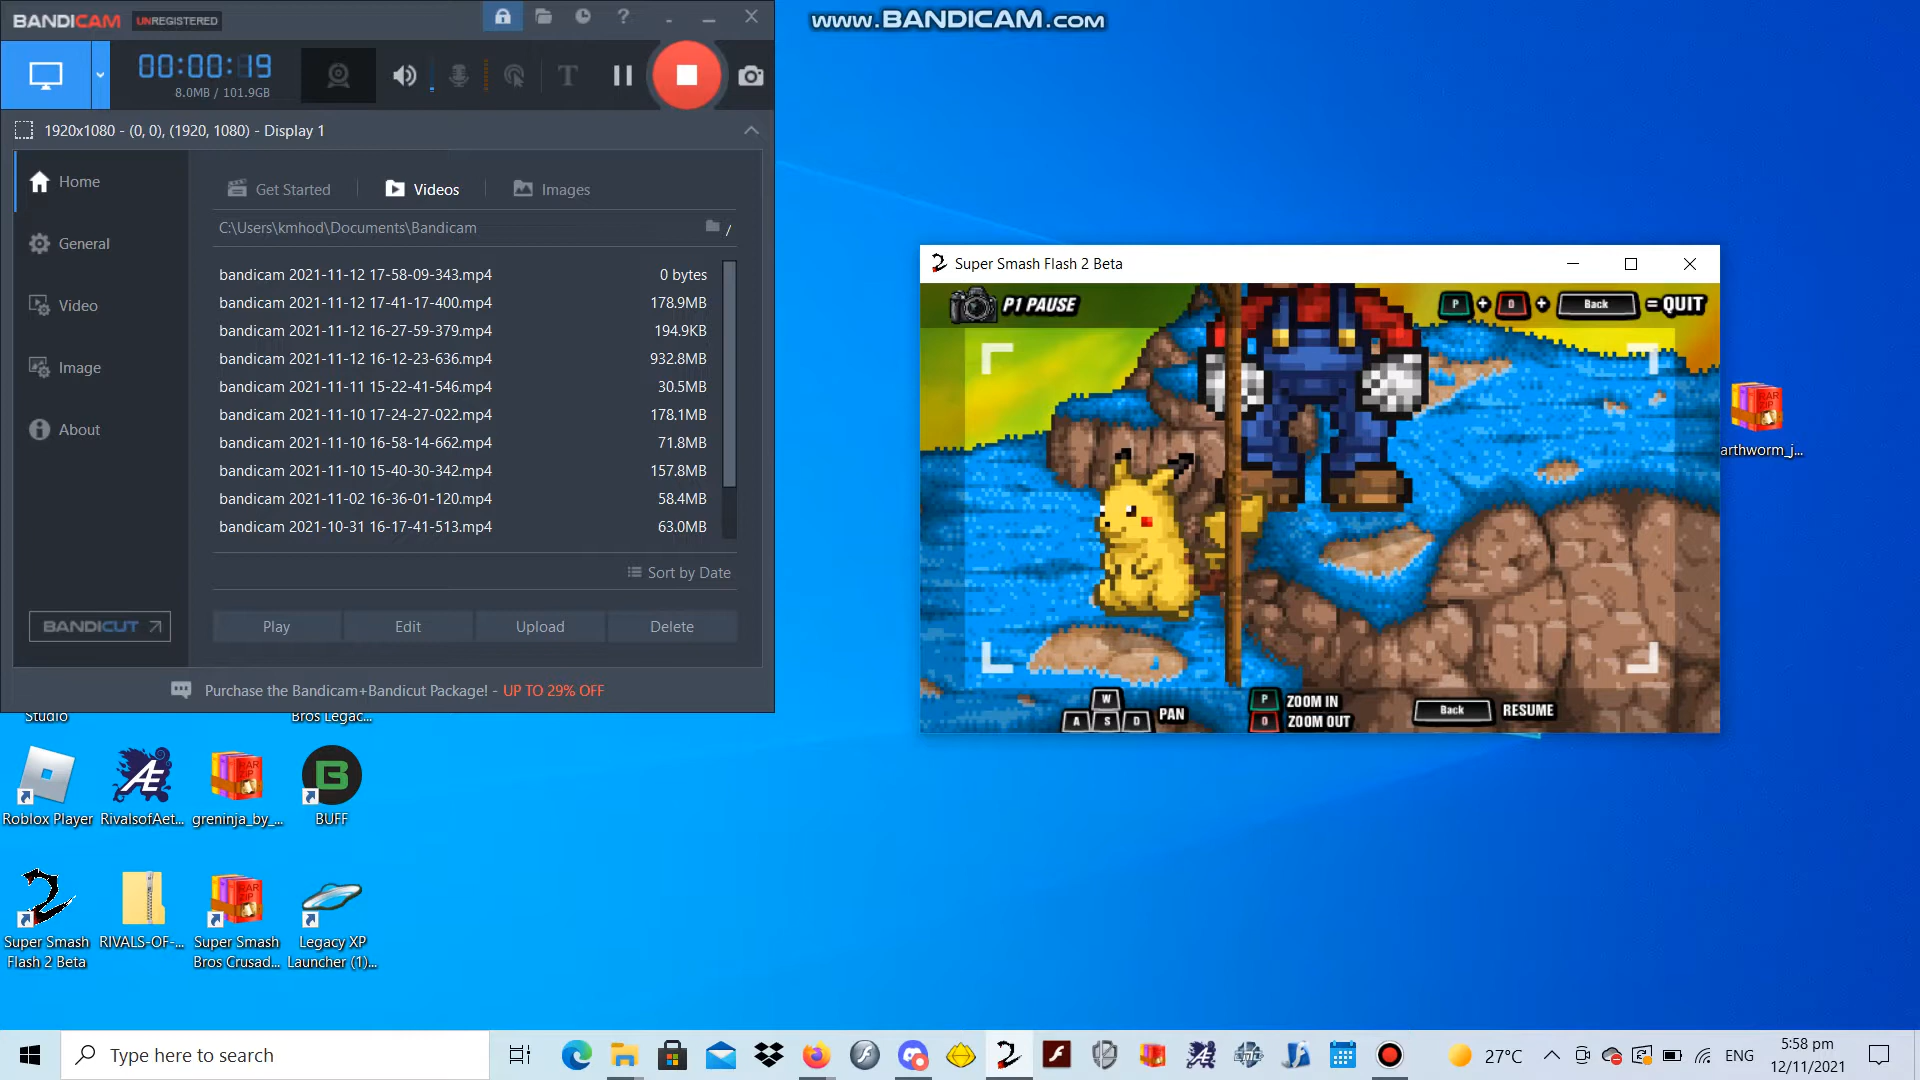 BANDICAM UNREGISTERED
www.BANDICAM.com
00:00:19
8.0MB / 101.9GB
1920x1080 - (0, 0), (1920, 1080) - Display 1
Home
General
Video
Image
About
BANDICUT
Get Started
Videos
Images
C:\Users\kmhod\Documents\Bandicam
bandicam 2021-11-12 17-58-09-343.mp4 0 bytes
bandicam 2021-11-12 17-41-17-400.mp4 178.9MB
bandicam 2021-11-12 16-27-59-379.mp4 194.9KB
bandicam 2021-11-12 16-12-23-636.mp4 932.8MB
bandicam 2021-11-11 15-22-41-546.mp4 30.5MB
bandicam 2021-11-10 17-24-27-022.mp4 178.1MB
bandicam 2021-11-10 16-58-14-662.mp4 71.8MB
bandicam 2021-11-10 15-40-30-342.mp4 157.8MB
bandicam 2021-11-02 16-36-01-120.mp4 58.4MB
bandicam 2021-10-31 16-17-41-513.mp4 63.0MB
Sort by Date
Play Edit Upload Delete
Purchase the Bandicam+Bandicut Package! - UP TO 29% OFF
Super Smash Flash 2 Beta
P1 PAUSE
P + O + Back = QUIT
W
A S D PAN
P ZOOM IN
O ZOOM OUT
Back RESUME
arthworm_j...
Studio
Bros Legac...
Roblox Player
RivalsofAet...
greninja_by_...
BUFF
Super Smash
Flash 2 Beta
RIVALS-OF-...
Super Smash
Bros Crusad...
Legacy XP
Launcher (1)...
Type here to search
27°C
ENG
5:58 pm
12/11/2021